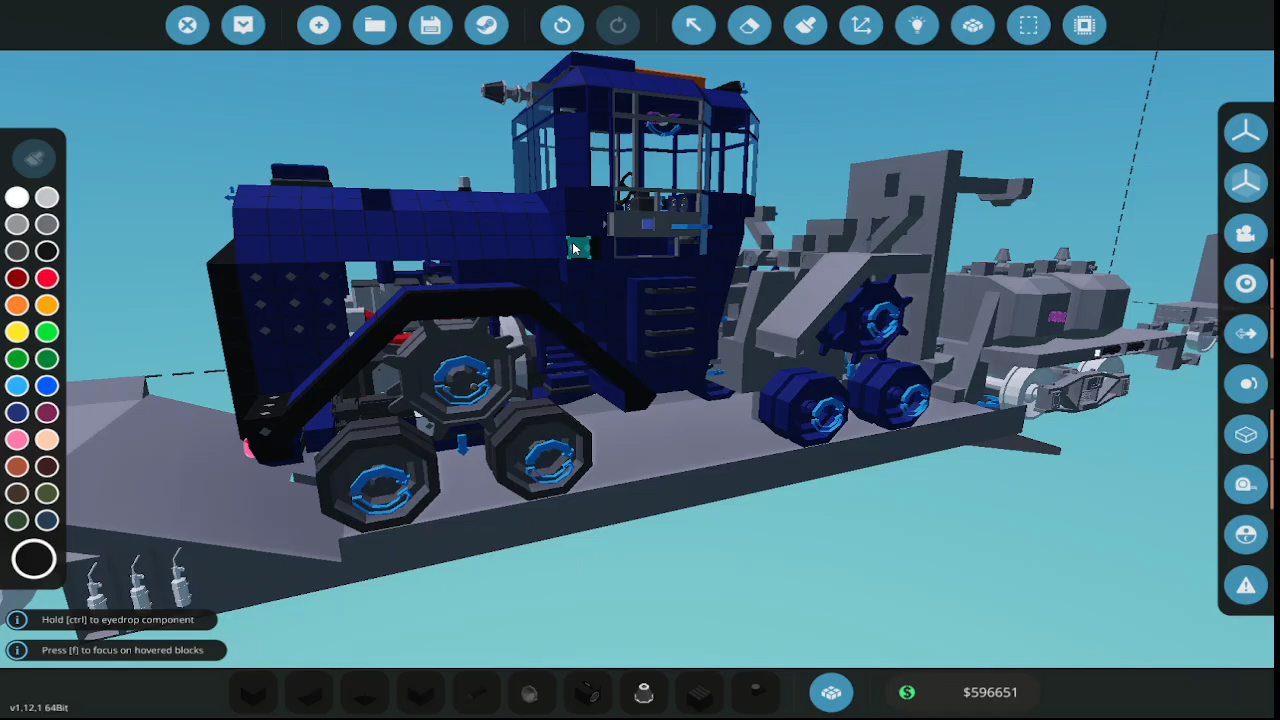 Hold [ctrl] to eyedrop component
Press [f] to focus on hovered blocks
$596651
v1.12.1 64Bit